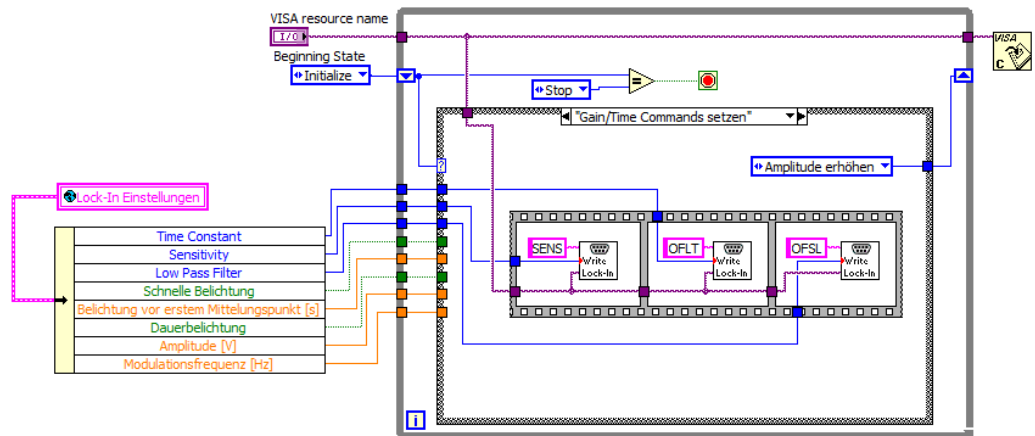 VISA resource name
I/O
VISA
C
Beginning State
Initialize
Stop
=
"Gain/Time Commands setzen"
?
Amplitude erhöhen
Lock-In Einstellungen
SENS
Write
Lock-In
OFLT
Write
Lock-In
OFSL
Write
Lock-In
Time Constant
Sensitivity
Low Pass Filter
Schnelle Belichtung
Belichtung vor erstem Mittelungspunkt [s]
Dauerbelichtung
Amplitude [V]
Modulationsfrequenz [Hz]
i